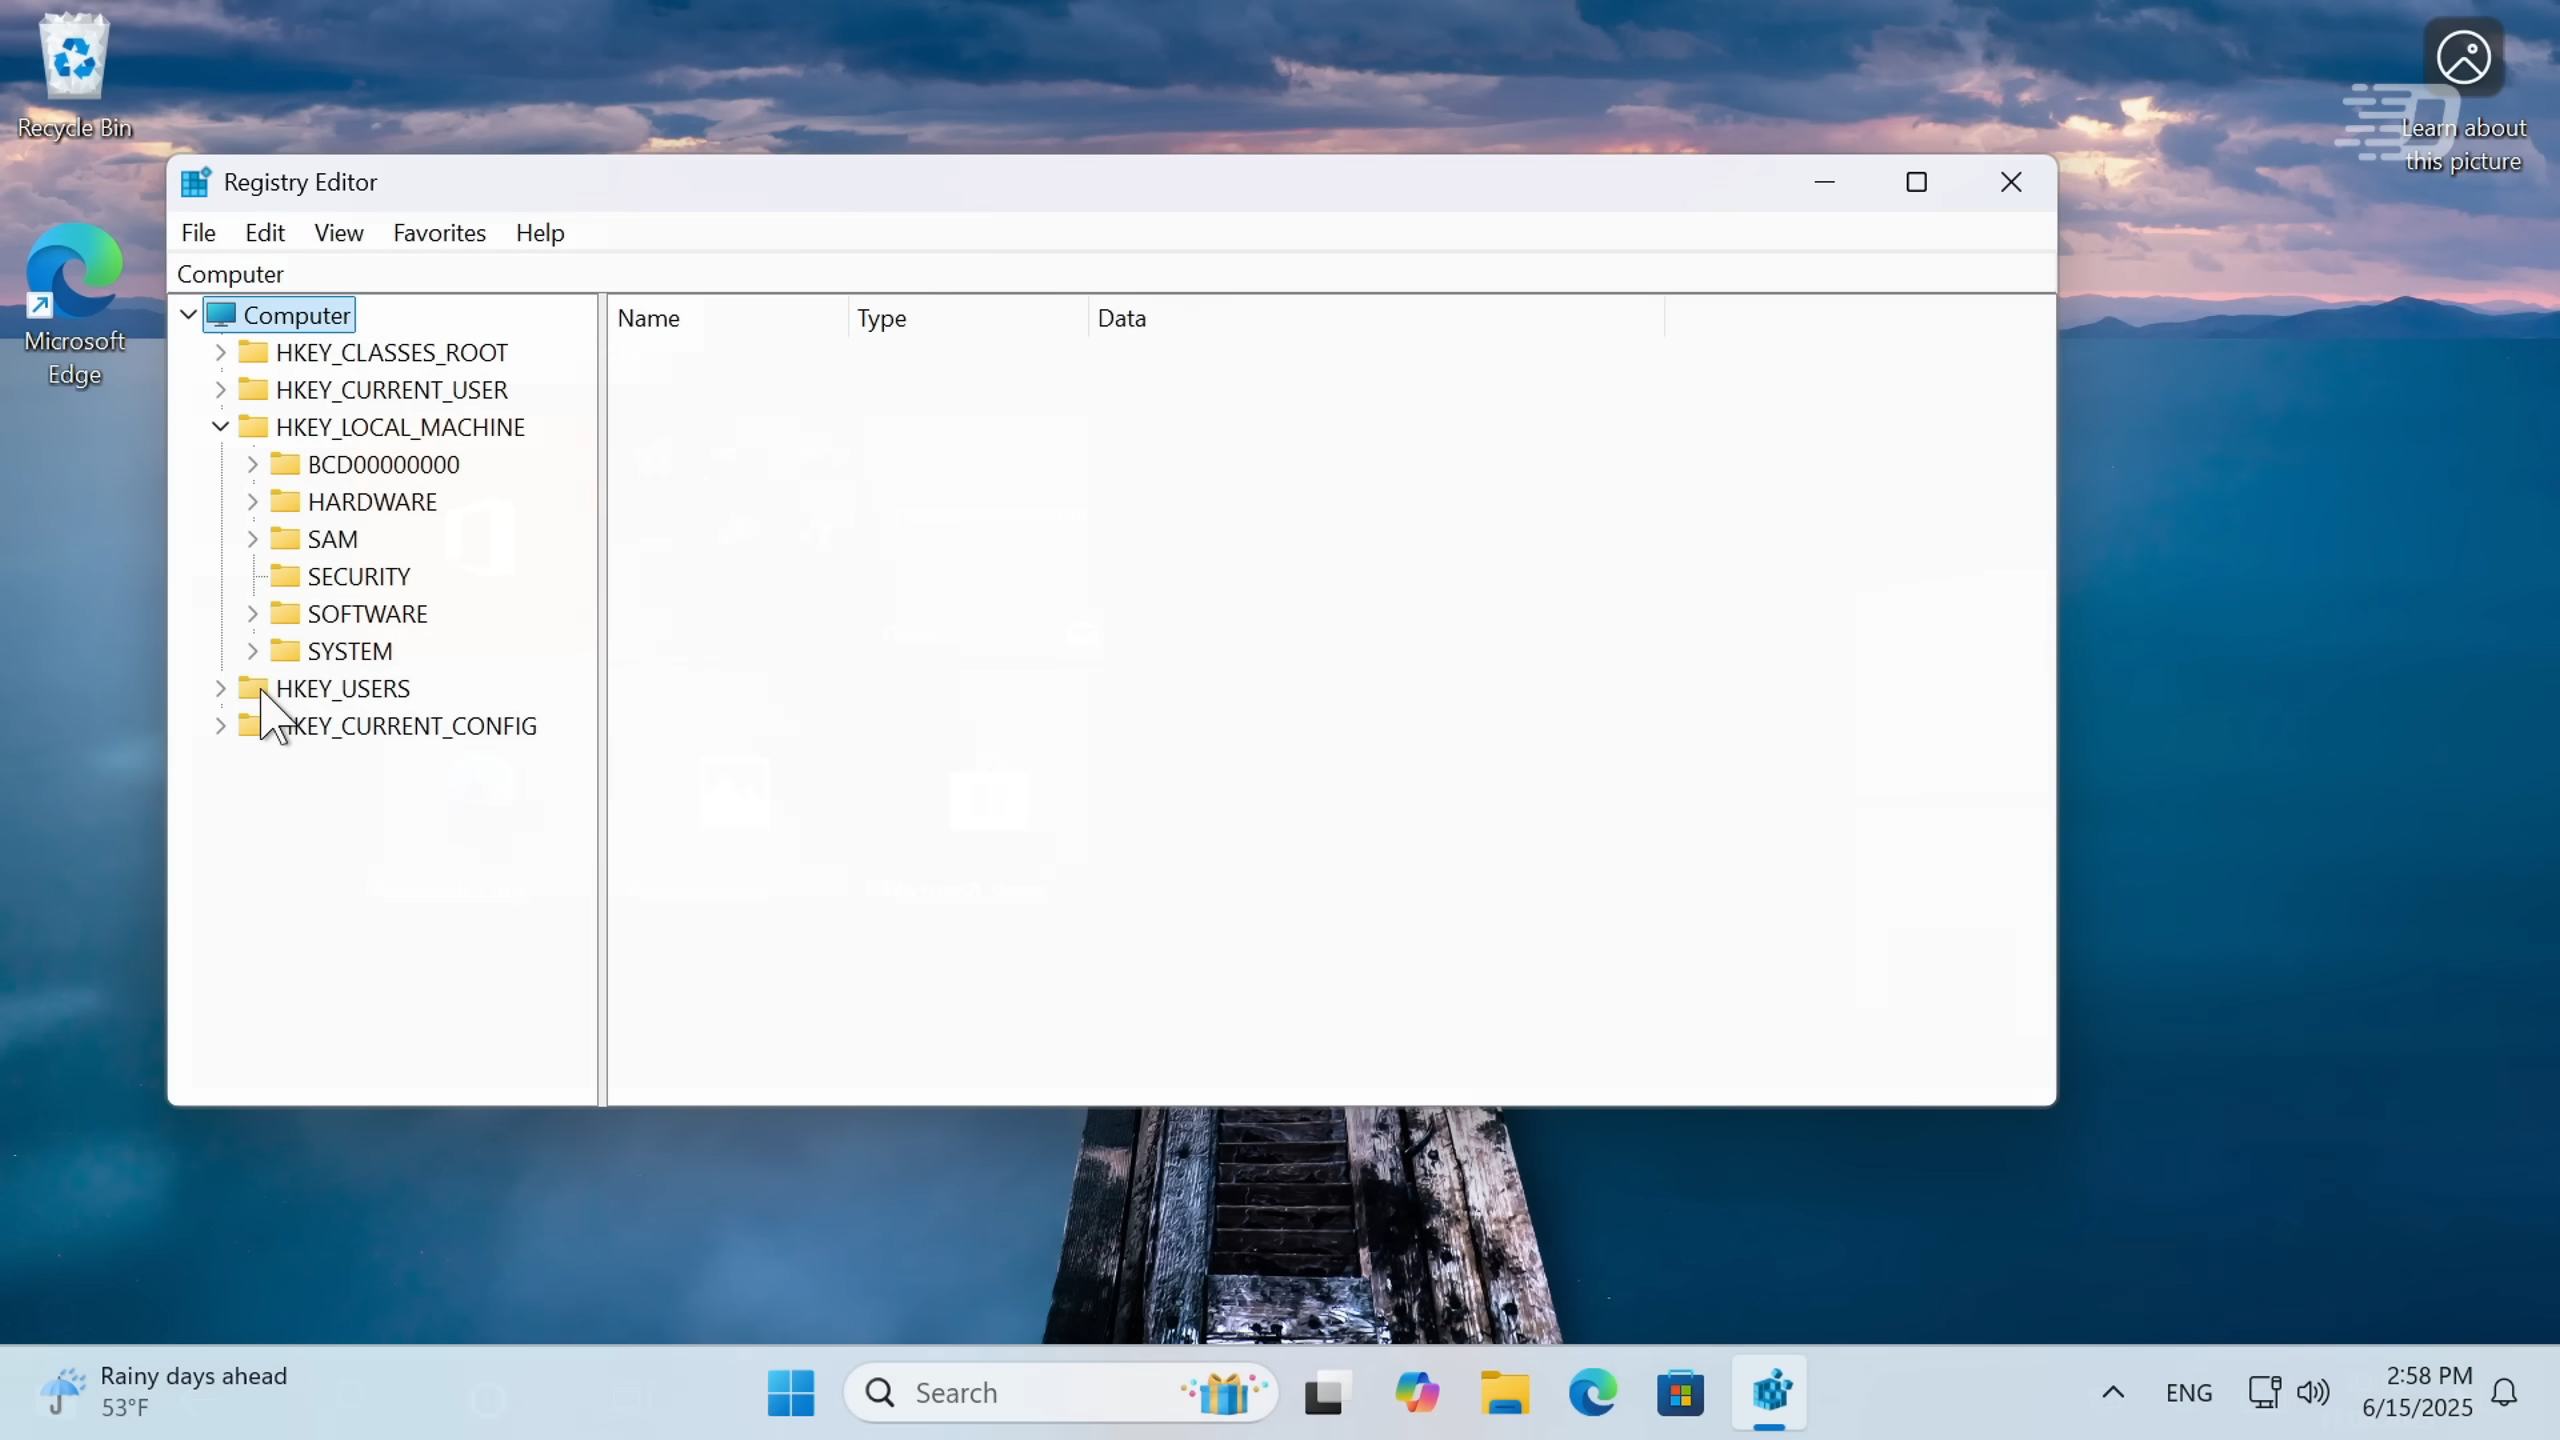 Recycle Bin
Learn about
this picture
Microsoft
Edge
Registry Editor
File Edit View Favorites Help
Computer
Computer
Name Type Data
HKEY_CLASSES_ROOT
HKEY_CURRENT_USER
HKEY_LOCAL_MACHINE
BCD00000000
HARDWARE
SAM
SECURITY
SOFTWARE
SYSTEM
HKEY_USERS
HKEY_CURRENT_CONFIG
Rainy days ahead
53°F
Search
ENG
2:58 PM
6/15/2025